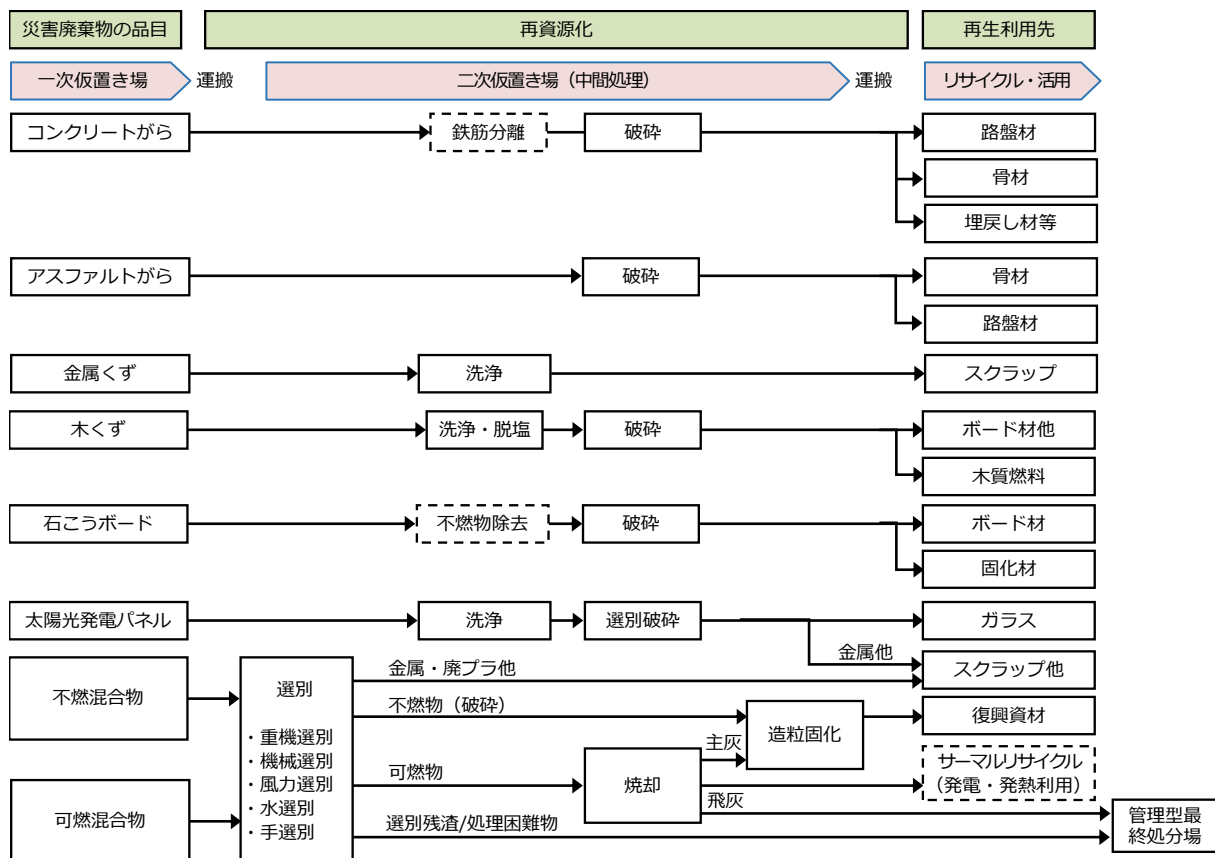 災害廃棄物の品目
再資源化
再生利用先
一次仮置き場
運搬
二次仮置き場（中間処理）
運搬
リサイクル・活用
コンクリートがら
鉄筋分離
破砕
路盤材
骨材
埋戻し材等
アスファルトがら
破砕
骨材
路盤材
金属くず
洗浄
スクラップ
木くず
洗浄・脱塩
破砕
ボード材他
木質燃料
石こうボード
不燃物除去
破砕
ボード材
固化材
太陽光発電パネル
洗浄
選別破砕
ガラス
金属他
スクラップ他
不燃混合物
選別
・重機選別
・機械選別
・風力選別
・水選別
・手選別
金属・廃プラ他
不燃物（破砕）
造粒固化
復興資材
主灰
可燃混合物
可燃物
焼却
サーマルリサイクル
（発電・発熱利用）
飛灰
選別残渣/処理困難物
管理型最
終処分場